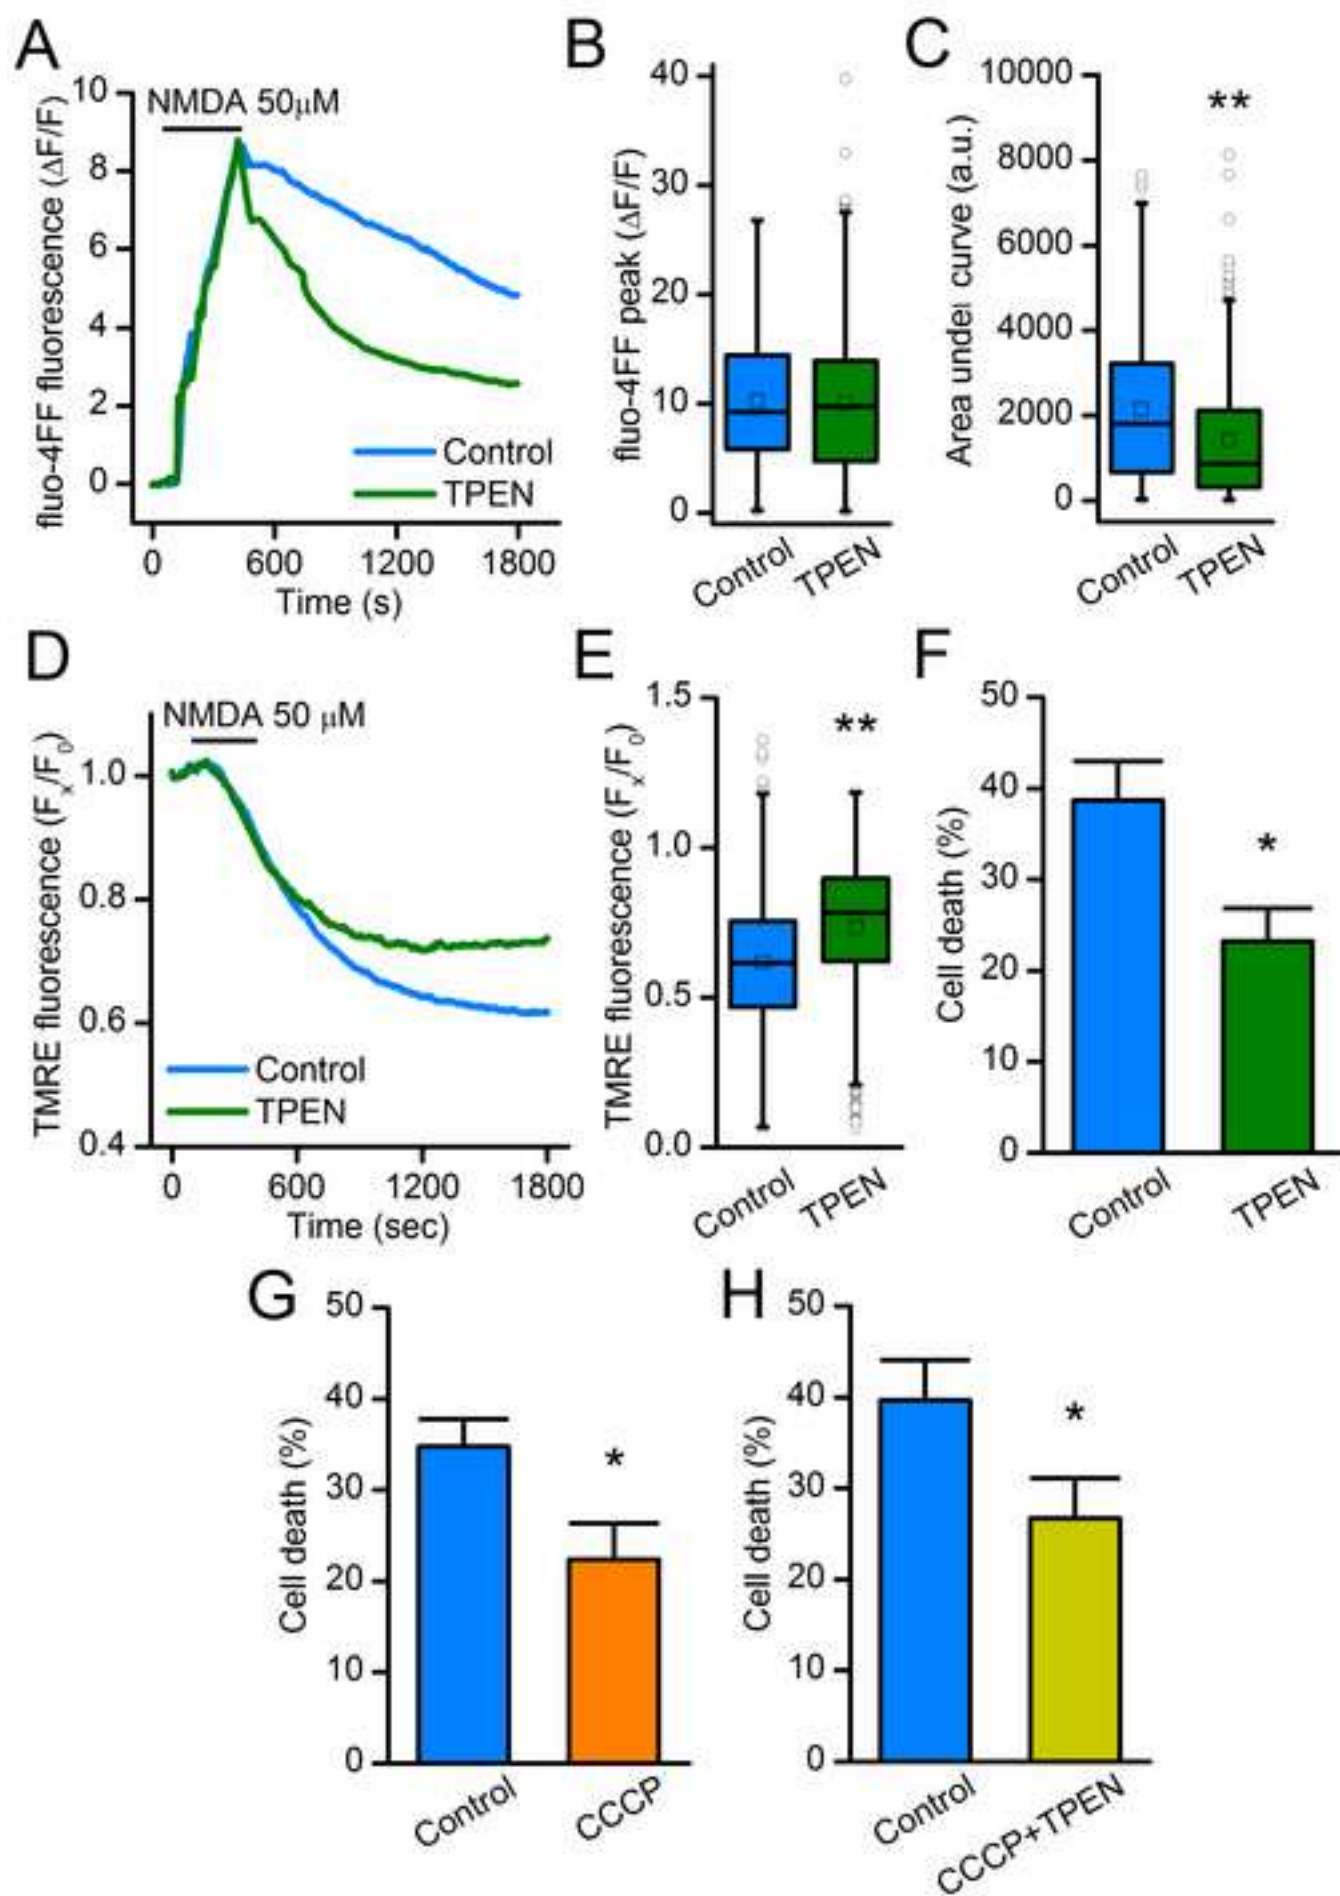 A
NMDA 50μM
fluo-4FF fluorescence (ΔF/F)
10
8
6
4
2
0
Control
TPEN
0 600 1200 1800
Time (s)
B
fluo-4FF peak (ΔF/F)
40
30
20
10
0
Control TPEN
C
Area under curve (a.u.)
10000
8000
6000
4000
2000
0
**
Control TPEN
D
NMDA 50 μM
TMRE fluorescence (Fx/F0)
1.0
0.8
0.6
0.4
Control
TPEN
0 600 1200 1800
Time (sec)
E
TMRE fluorescence (Fx/F0)
1.5
1.0
0.5
0.0
**
Control TPEN
F
Cell death (%)
50
40
30
20
10
0
*
Control TPEN
G
Cell death (%)
50
40
30
20
10
0
*
Control CCCP
H
Cell death (%)
50
40
30
20
10
0
*
Control CCCP+TPEN